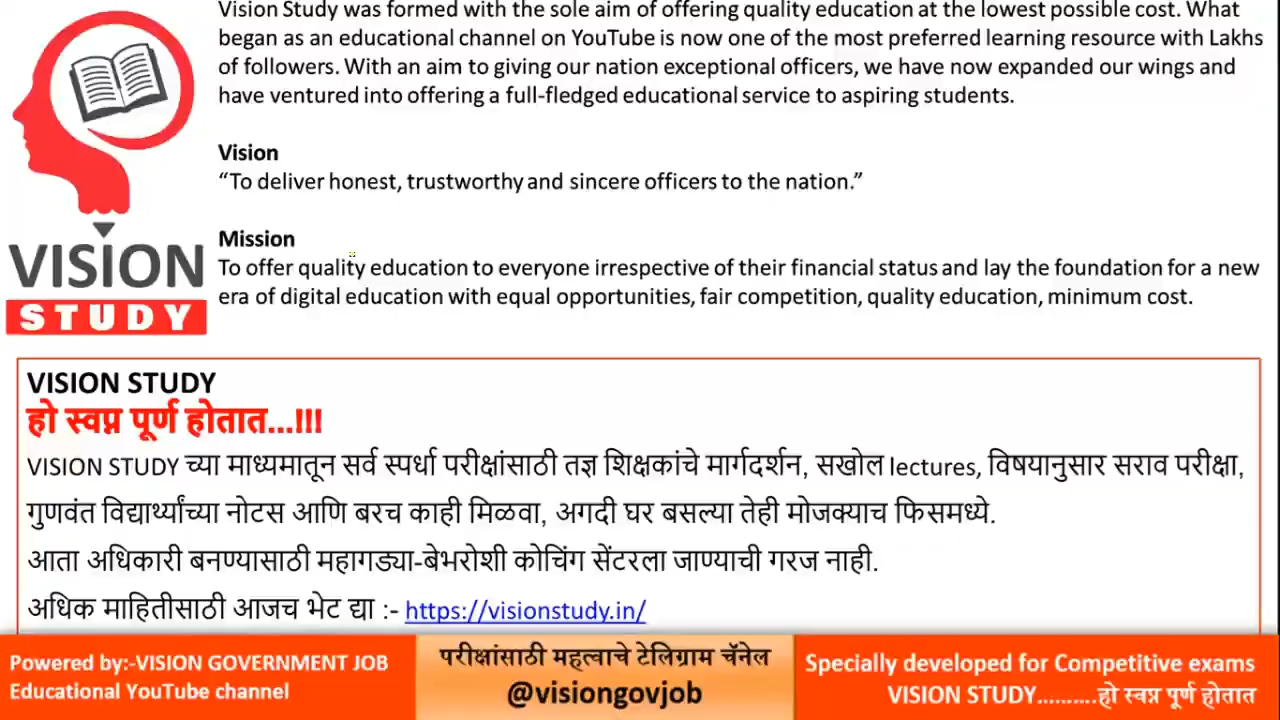 Vision Study was formed with the sole aim of offering quality education at the lowest possible cost. What
began as an educational channel on YouTube is now one of the most preferred learning resource with Lakhs
of followers. With an aim to giving our nation exceptional officers, we have now expanded our wings and
have ventured into offering a full-fledged educational service to aspiring students.
Vision
“To deliver honest, trustworthy and sincere officers to the nation.”
Mission
To offer quality education to everyone irrespective of their financial status and lay the foundation for a new
era of digital education with equal opportunities, fair competition, quality education, minimum cost.
VISION
STUDY
VISION STUDY
हो स्वप्न पूर्ण होतात...!!!
VISION STUDY च्या माध्यमातून सर्व स्पर्धा परीक्षांसाठी तज्ञ शिक्षकांचे मार्गदर्शन, सखोल lectures, विषयानुसार सराव परीक्षा,
गुणवंत विद्यार्थ्यांच्या नोटस आणि बरच काही मिळवा, अगदी घर बसल्या तेही मोजक्याच फिसमध्ये.
आता अधिकारी बनण्यासाठी महागड्या-बेभरोशी कोचिंग सेंटरला जाण्याची गरज नाही.
अधिक माहितीसाठी आजच भेट द्या :- https://visionstudy.in/
Powered by:-VISION GOVERNMENT JOB
Educational YouTube channel
परीक्षांसाठी महत्वाचे टेलिग्राम चॅनेल
@visiongovjob
Specially developed for Competitive exams
VISION STUDY..........हो स्वप्न पूर्ण होतात